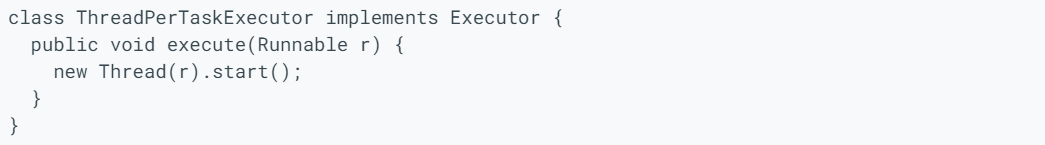 class ThreadPerTaskExecutor implements Executor {
  public void execute(Runnable r) {
    new Thread(r).start();
  }
}